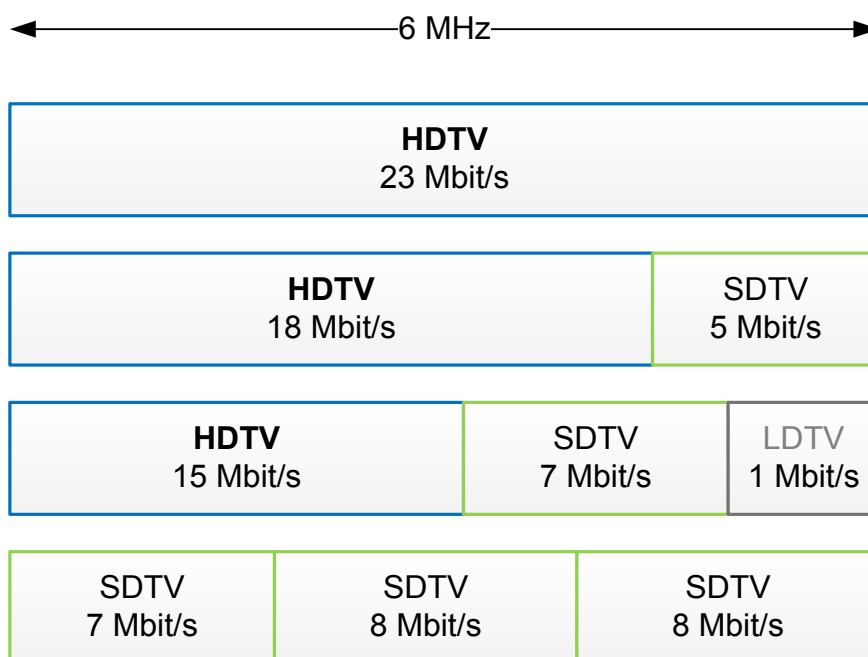 6 MHz
HDTV
23 Mbit/s
HDTV
18 Mbit/s
SDTV
5 Mbit/s
HDTV
15 Mbit/s
SDTV
7 Mbit/s
LDTV
1 Mbit/s
SDTV
7 Mbit/s
SDTV
8 Mbit/s
SDTV
8 Mbit/s